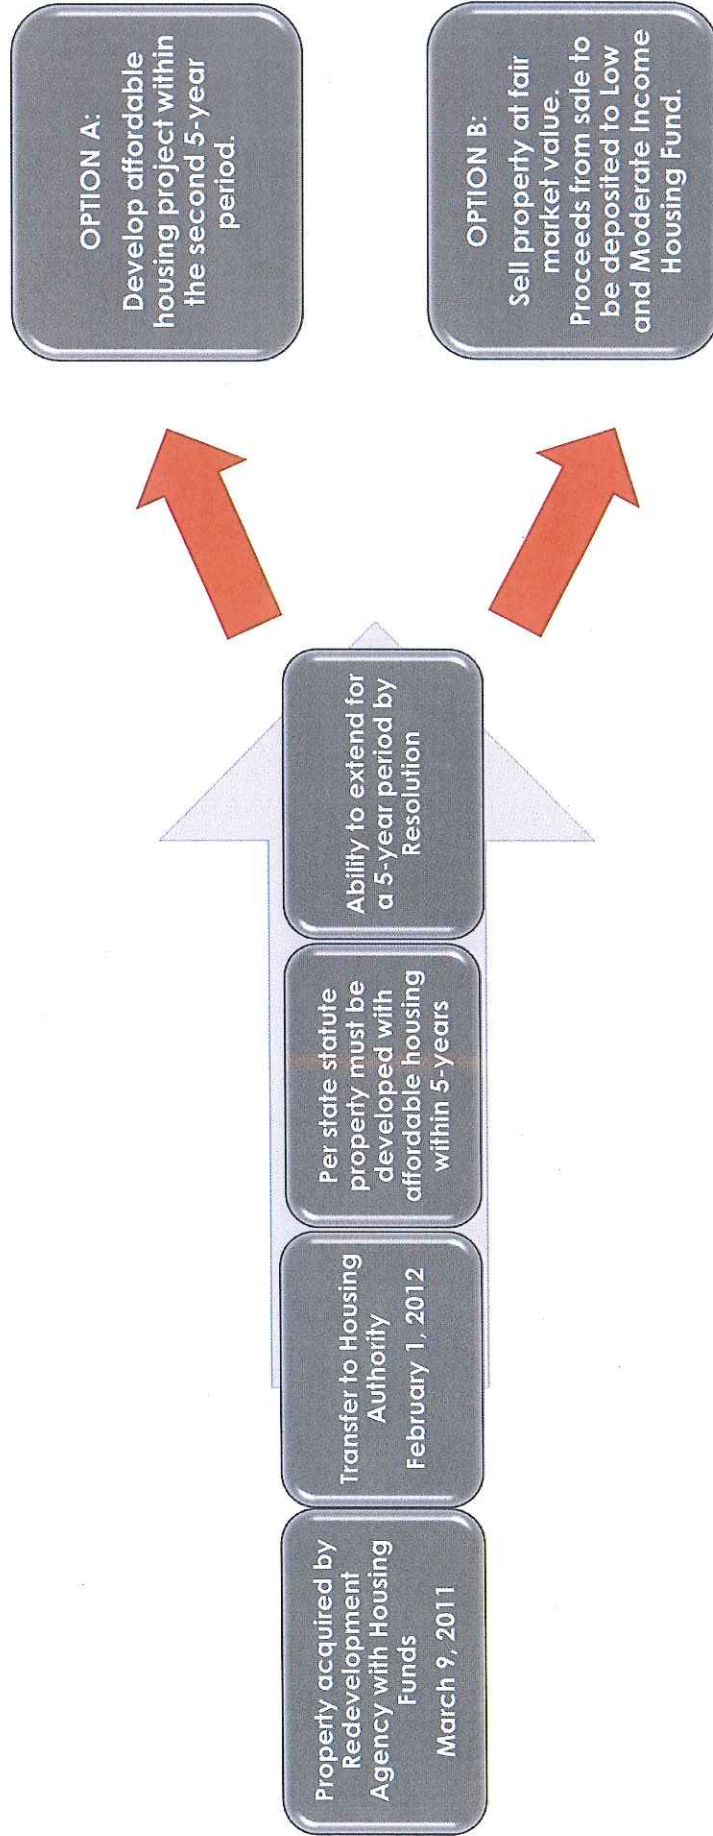 Property acquired by
Redevelopment
Agency with Housing
Funds
March 9, 2011
Transfer to Housing
Authority
February 1, 2012
Per state statute
property must be
developed with
affordable housing
within 5-years
Ability to extend for
a 5-year period by
Resolution
OPTION A:
Develop affordable
housing project within
the second 5-year
period.
OPTION B:
Sell property at fair
market value.
Proceeds from sale to
be deposited to Low
and Moderate Income
Housing Fund.